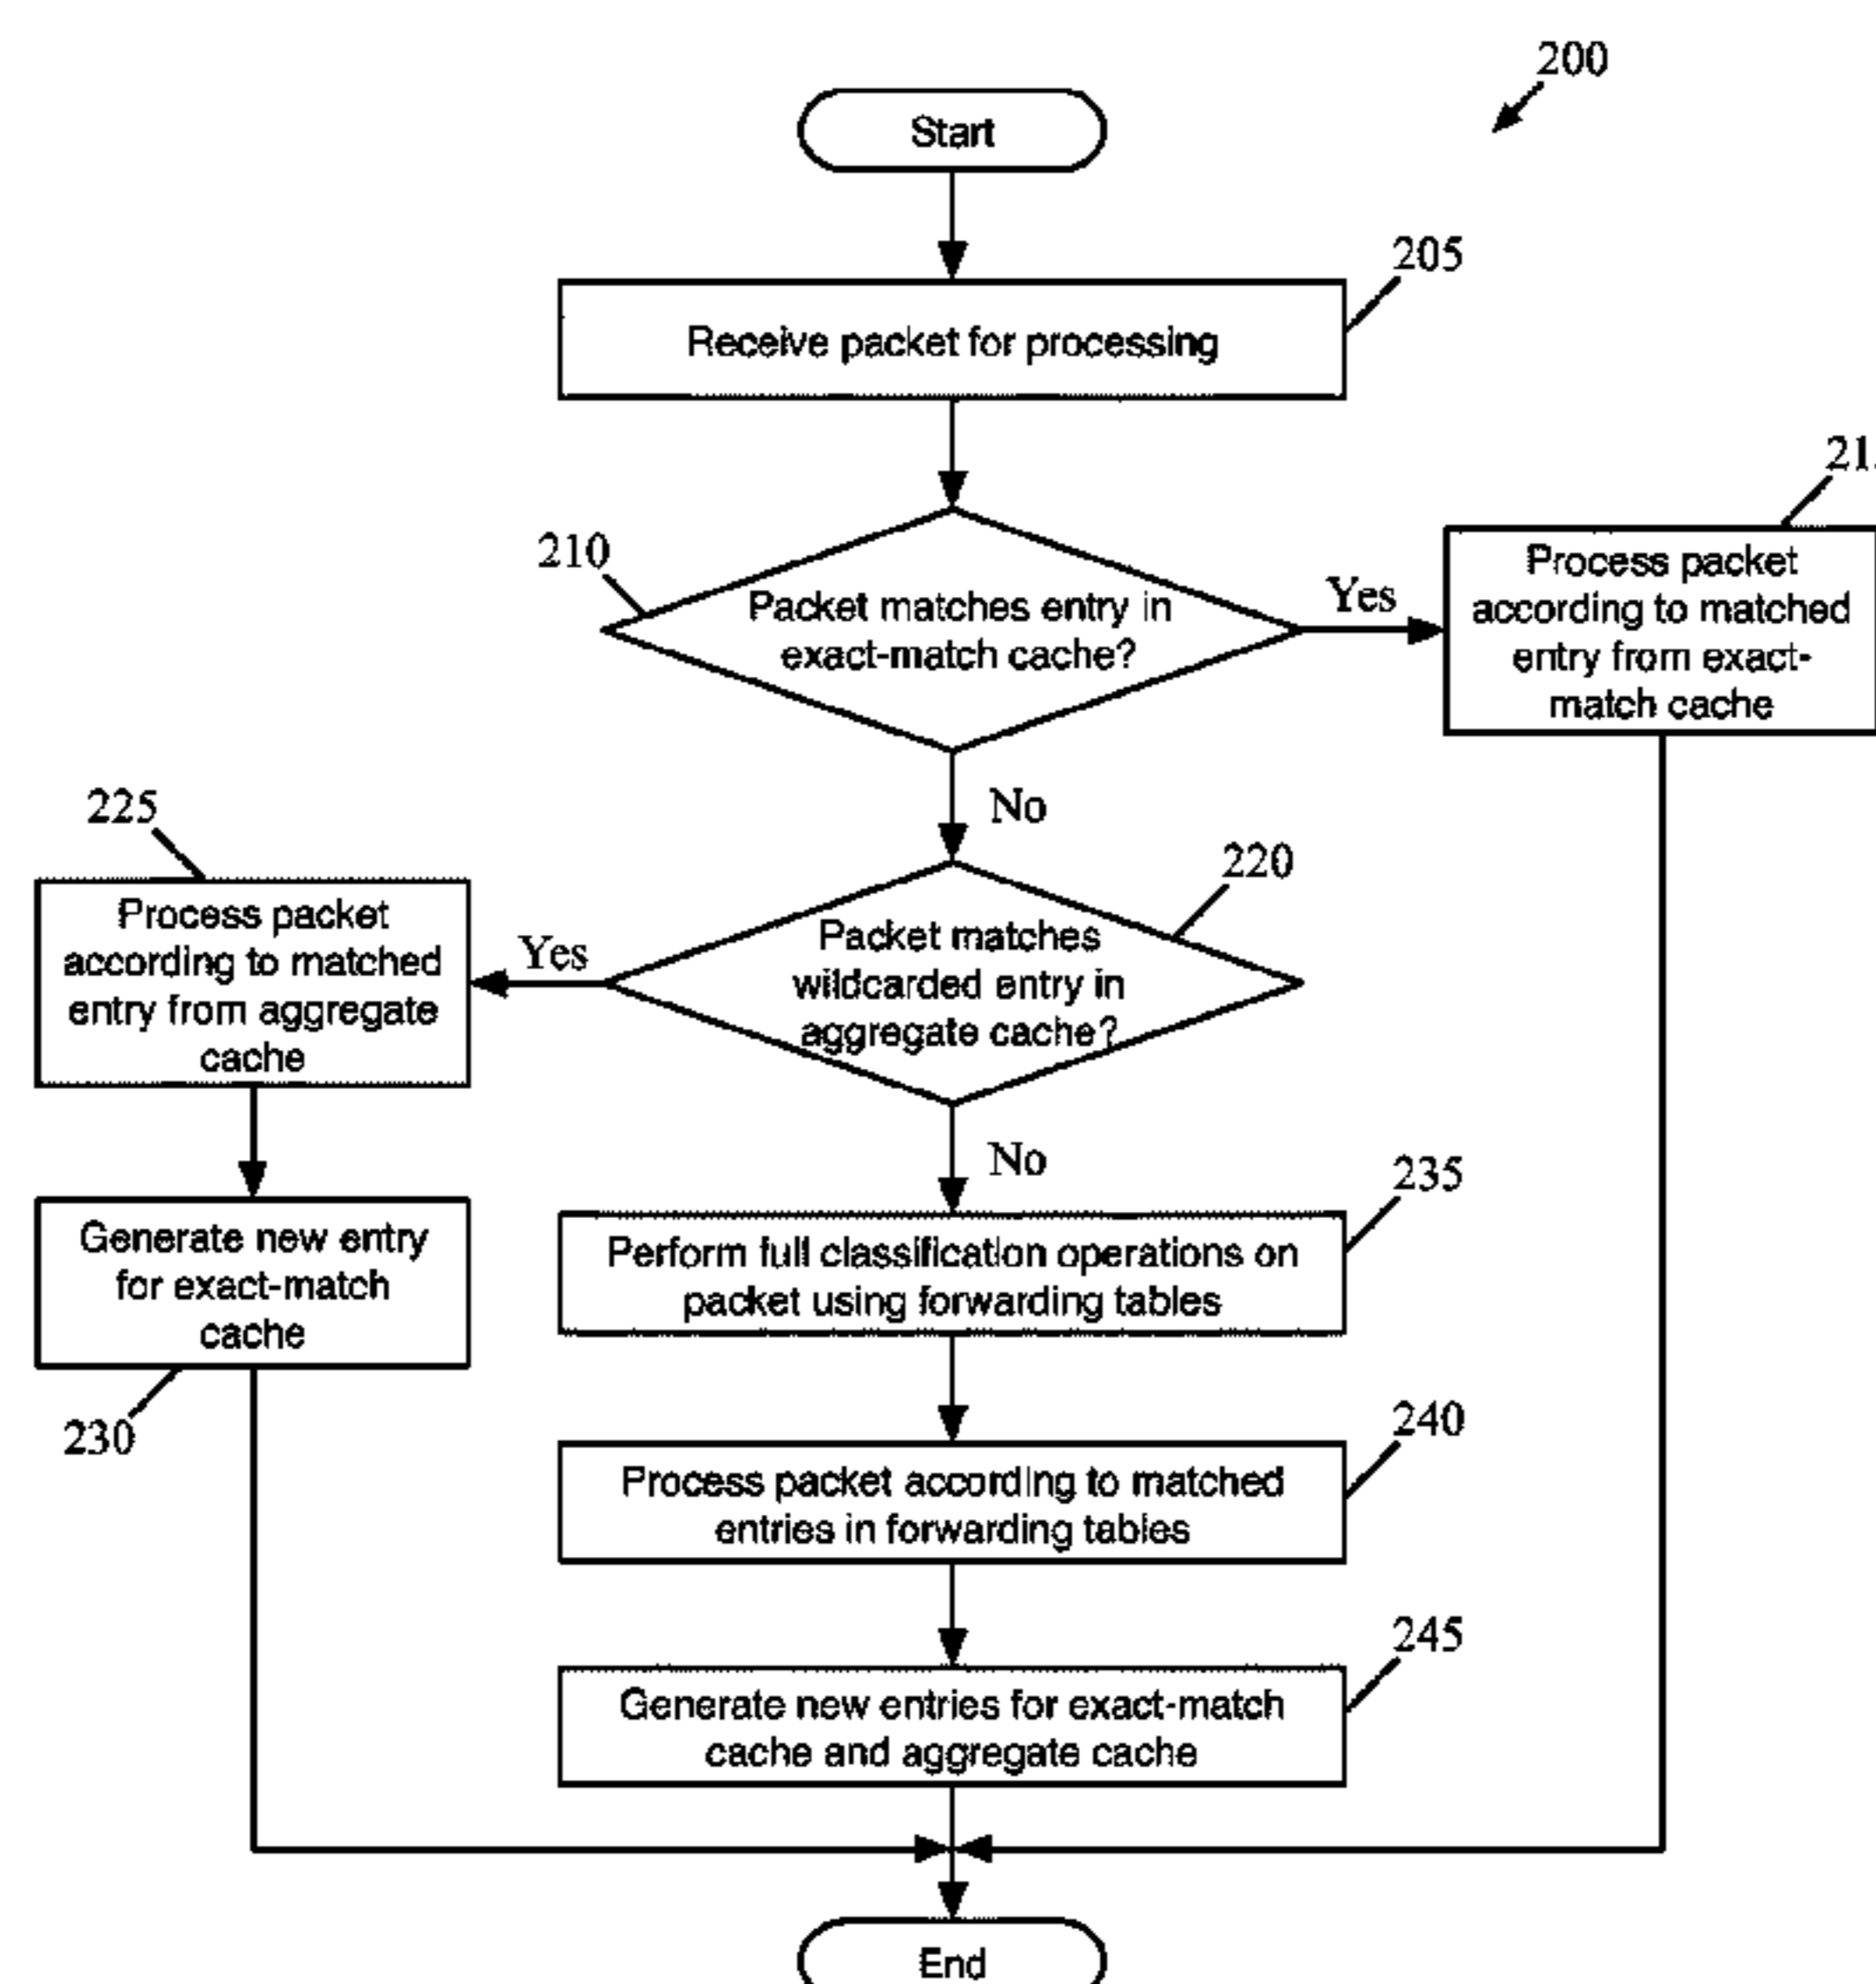 200
Start
205
Receive packet for processing
210
Packet matches entry in
exact-match cache?
Yes
Process packet
according to matched
entry from exact-
match cache
No
225
220
Process packet
according to matched
entry from aggregate
cache
Yes
Packet matches
wildcarded entry in
aggregate cache?
No
Generate new entry
for exact-match
cache
230
235
Perform full classification operations on
packet using forwarding tables
240
Process packet according to matched
entries in forwarding tables
245
Generate new entries for exact-match
cache and aggregate cache
End